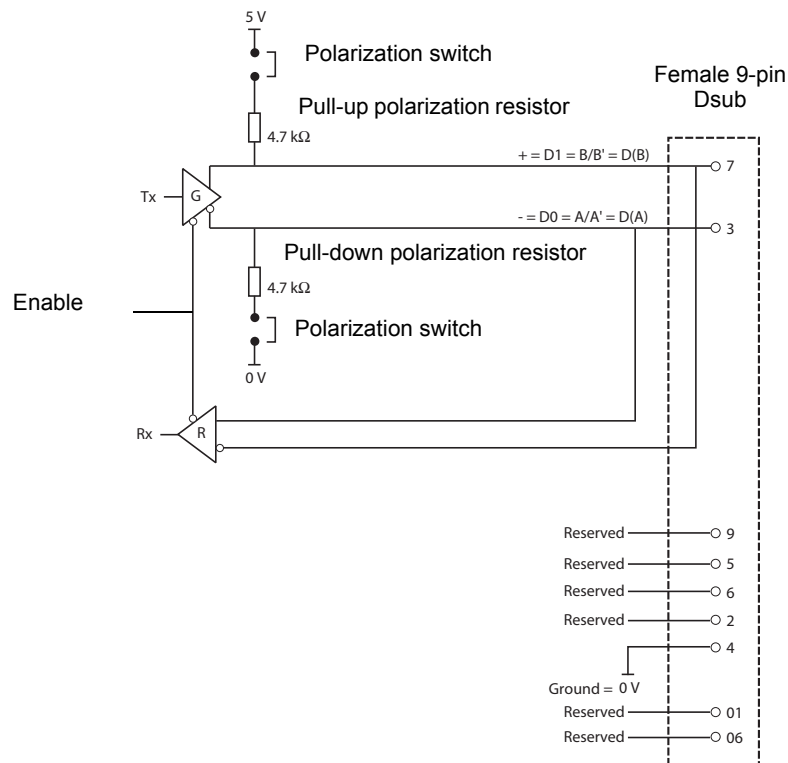 5 V
Polarization switch
Female 9-pin
Dsub
Pull-up polarization resistor
4.7 kΩ
+ = D1 = B/B' = D(B)
7
Tx
G
- = D0 = A/A' = D(A)
3
Pull-down polarization resistor
4.7 kΩ
Enable
Polarization switch
0 V
Rx
R
Reserved
9
Reserved
5
Reserved
6
Reserved
2
4
Ground = 0 V
Reserved
01
Reserved
06